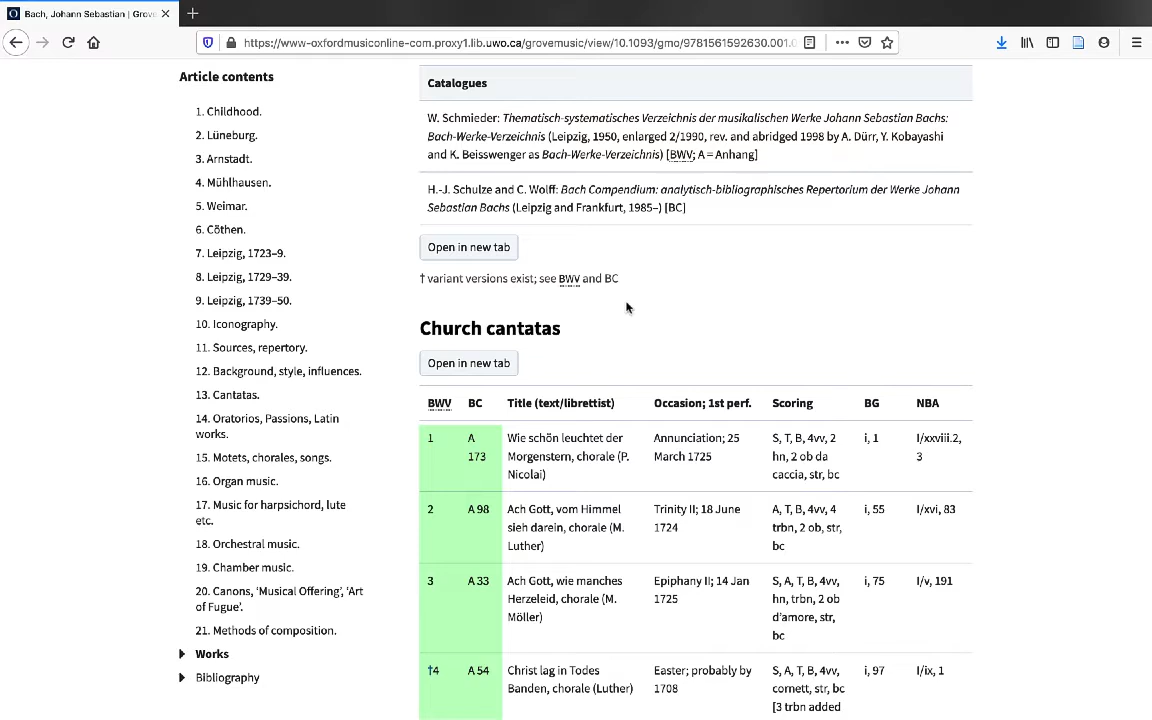 Bach, Johann Sebastian | Grove
https://www-oxfordmusiconline-com.proxy1.lib.uwo.ca/grovemusic/view/10.1093/gmo/9781561592630.001.0
Article contents
1. Childhood.
2. Lüneburg.
3. Arnstadt.
4. Mühlhausen.
5. Weimar.
6. Cöthen.
7. Leipzig, 1723–9.
8. Leipzig, 1729–39.
9. Leipzig, 1739–50.
10. Iconography.
11. Sources, repertory.
12. Background, style, influences.
13. Cantatas.
14. Oratorios, Passions, Latin
works.
15. Motets, chorales, songs.
16. Organ music.
17. Music for harpsichord, lute
etc.
18. Orchestral music.
19. Chamber music.
20. Canons, ‘Musical Offering’, ‘Art
of Fugue’.
21. Methods of composition.
Works
Bibliography
Catalogues
W. Schmieder: Thematisch-systematisches Verzeichnis der musikalischen Werke Johann Sebastian Bachs:
Bach-Werke-Verzeichnis (Leipzig, 1950, enlarged 2/1990, rev. and abridged 1998 by A. Dürr, Y. Kobayashi
and K. Beisswenger as Bach-Werke-Verzeichnis) [BWV; A = Anhang]
H.-J. Schulze and C. Wolff: Bach Compendium: analytisch-bibliographisches Repertorium der Werke Johann
Sebastian Bachs (Leipzig and Frankfurt, 1985–) [BC]
Open in new tab
† variant versions exist; see BWV and BC
Church cantatas
Open in new tab
BWV BC Title (text/librettist) Occasion; 1st perf. Scoring BG NBA
1 A Wie schön leuchtet der Annunciation; 25 S, T, B, 4vv, 2 i, 1 I/xxviii.2,
173 Morgenstern, chorale (P. March 1725 hn, 2 ob da 3
Nicolai) caccia, str, bc
2 A 98 Ach Gott, vom Himmel Trinity II; 18 June A, T, B, 4vv, 4 i, 55 I/xvi, 83
sieh darein, chorale (M. 1724 trbn, 2 ob, str,
Luther) bc
3 A 33 Ach Gott, wie manches Epiphany II; 14 Jan S, A, T, B, 4vv, i, 75 I/v, 191
Herzeleid, chorale (M. 1725 hn, trbn, 2 ob
Möller) d’amore, str,
bc
†4 A 54 Christ lag in Todes Easter; probably by S, A, T, B, 4vv, i, 97 I/ix, 1
Banden, chorale (Luther) 1708 cornett, str, bc
[3 trbn added